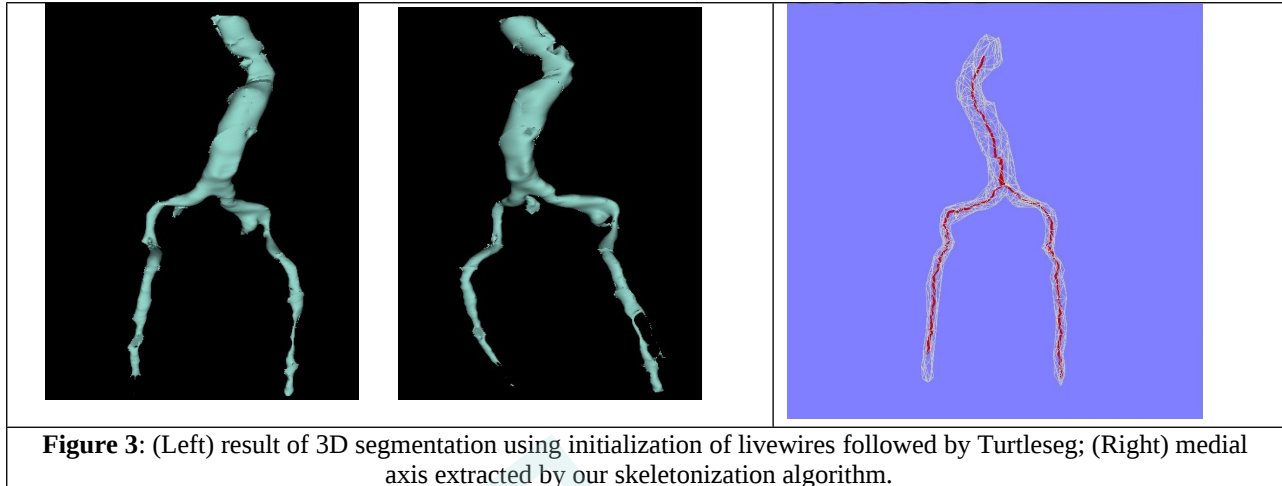 Figure 3: (Left) result of 3D segmentation using initialization of livewires followed by Turtleseg; (Right) medial
axis extracted by our skeletonization algorithm.